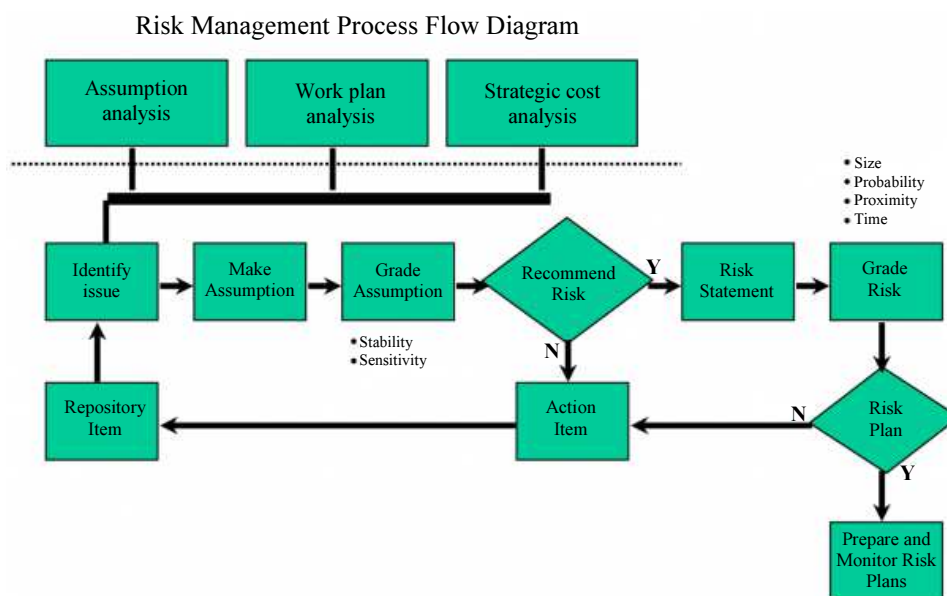 Risk Management Process Flow Diagram
Assumption
analysis
Work plan
analysis
Strategic cost
analysis
• Size
• Probability
• Proximity
• Time
Identify
issue
Make
Assumption
Grade
Assumption
Recommend
Risk
Y
Risk
Statement
Grade
Risk
• Stability
• Sensitivity
N
Repository
Item
Action
Item
N
Risk
Plan
Y
Prepare and
Monitor Risk
Plans